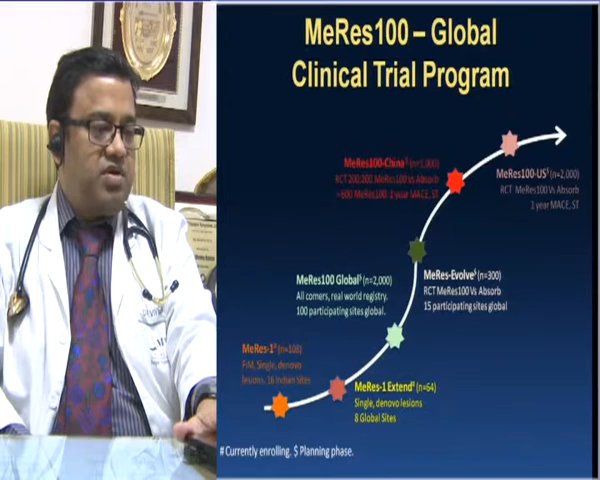 MeRes100 – Global
Clinical Trial Program
MeRes100-China$ (n=1,800)
RCT 200:200 MeRes100 Vs Absorb
~600 MeRes100: 1 year MACE, ST
MeRes100-US$ (n=2,000)
RCT MeRes100 Vs Absorb
1 year MACE, ST
MeRes100 Global$ (n=2,000)
All comers, real world registry.
100 participating sites global.
MeRes-Evolve$ (n=300)
RCT MeRes100 Vs Absorb
15 participating sites global
MeRes-1# (n=108)
FIM, Single, denovo
lesions, 16 Indian Sites
MeRes-1 Extend# (n=64)
Single, denovo lesions
8 Global Sites
# Currently enrolling. $ Planning phase.